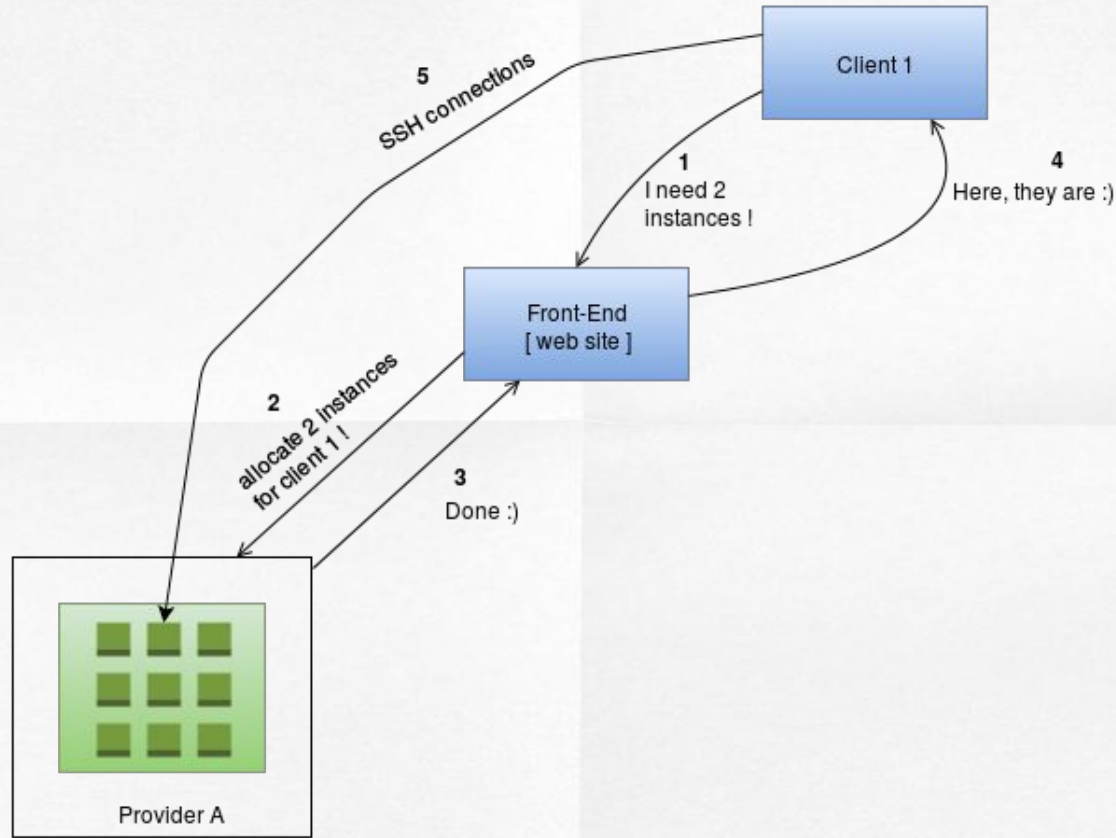 5
SSH connections
Client 1
1
I need 2
instances !
4
Here, they are :)
Front-End
[ web site ]
2
allocate 2 instances
for client 1 !
3
Done :)
Provider A